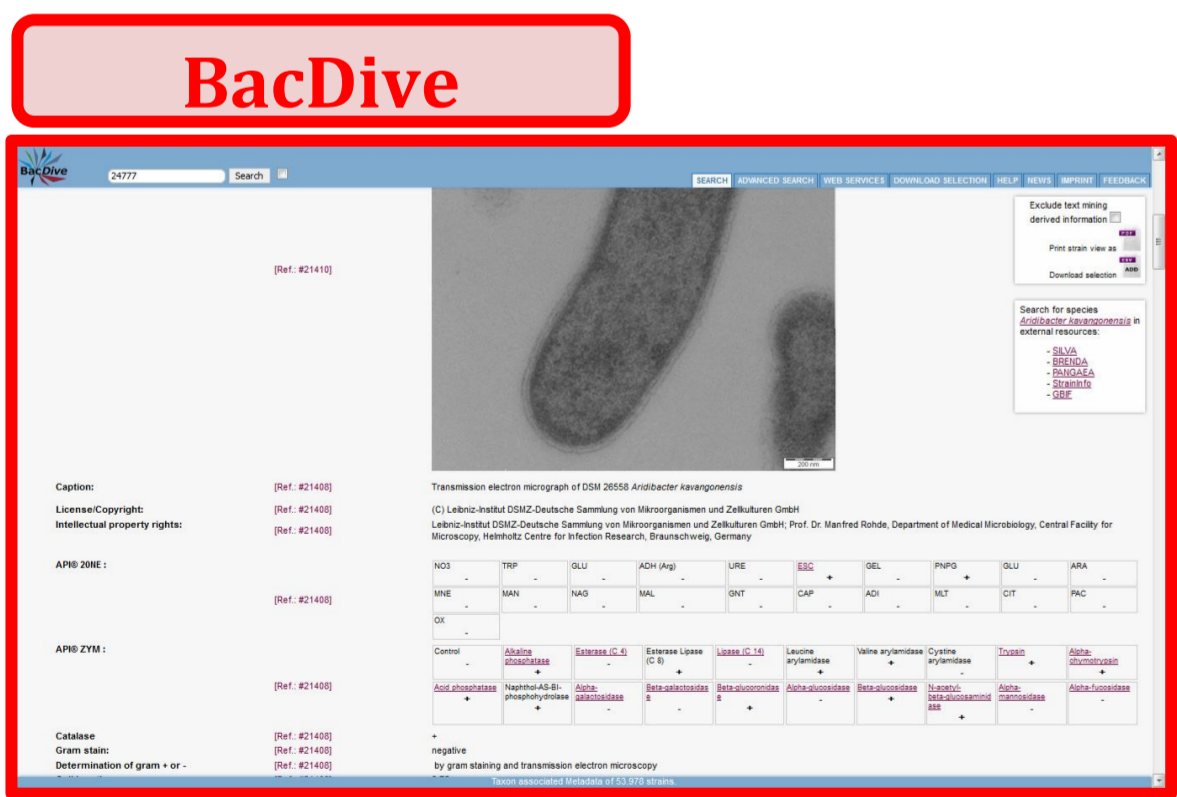 BacDive
BacDive
24777
Search
SEARCH ADVANCED SEARCH WEB SERVICES DOWNLOAD SELECTION HELP NEWS IMPRINT FEEDBACK
[Ref.: #21410]
200 nm
Exclude text mining
derived information
PDF
Print strain view as
CSV
Download selection ADD
Search for species
Aridibacter kavangonensis in
external resources:
- SILVA
- BRENDA
- PANGAEA
- StrainInfo
- GBIF
Caption: [Ref.: #21408] Transmission electron micrograph of DSM 26558 Aridibacter kavangonensis
License/Copyright: [Ref.: #21408] (C) Leibniz-Institut DSMZ-Deutsche Sammlung von Mikroorganismen und Zellkulturen GmbH
Intellectual property rights: [Ref.: #21408] Leibniz-Institut DSMZ-Deutsche Sammlung von Mikroorganismen und Zellkulturen GmbH; Prof. Dr. Manfred Rohde, Department of Medical Microbiology, Central Facility for
Microscopy, Helmholtz Centre for Infection Research, Braunschweig, Germany
API® 20NE :
[Ref.: #21408]
NO3 TRP GLU ADH (Arg) URE ESC GEL PNPG GLU ARA
- - - - - + - + - -
MNE MAN NAG MAL GNT CAP ADI MLT CIT PAC
- - - - - - - - - -
OX
-
API® ZYM :
[Ref.: #21408]
Control Alkaline Esterase (C 4) Esterase Lipase Lipase (C 14) Leucine Valine arylamidase Cystine Trypsin Alpha-
phosphatase (C 8) arylamidase arylamidase chymotrypsin
- + - + - + + - + +
Acid phosphatase Naphthol-AS-BI- Alpha- Beta-galactosidas Beta-glucoronidas Alpha-glucosidase Beta-glucosidase N-acetyl- Alpha- Alpha-fucosidase
phosphohydrolase galactosidase e e beta-glucosaminid mannosidase
ase
+ + - - + - + + - -
Catalase [Ref.: #21408] +
Gram stain: [Ref.: #21408] negative
Determination of gram + or - [Ref.: #21408] by gram staining and transmission electron microscopy
Taxon associated Metadata of 53.978 strains.